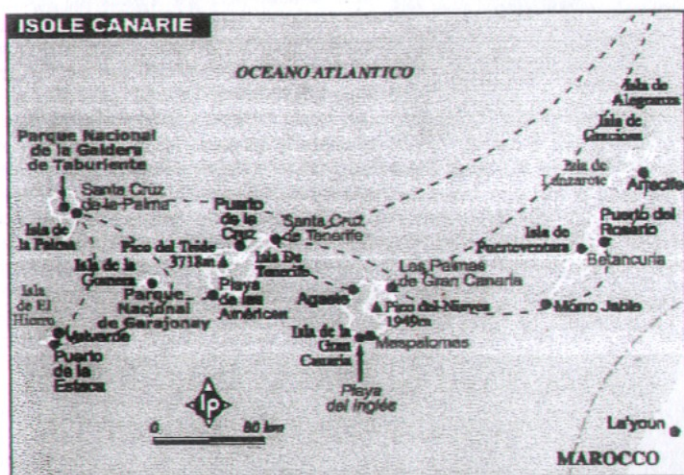 ISOLE CANARIE
OCEANO ATLANTICO
Isla de
Alegranza
Isla de
Graciosa
Isla de
Lanzarote
Arrecife
Parque Nacional
de la Galdera
de Taburiente
Santa Cruz
de la Palma
Isla de
la Palma
Puerto
de la
Cruz
Santa Cruz
de Tenerife
Pico del Teide
3718m
Isla De
Tenerife
Isla de la
Gomera
Parque
Nacional
de Garajonay
Playa
de las
Américas
Isla
de El
Hierro
Valverde
Puerto
de la
Estaca
Puerto del
Rosario
Isla de
Fuerteventura
Betancuria
Morro Jable
Las Palmas
de Gran Canaria
Agaete
Pico del Nieves
1949m
Isla de la
Gran
Canaria
Maspalomas
Playa
del Inglés
lp
0 80 km
La'youn
MAROCCO